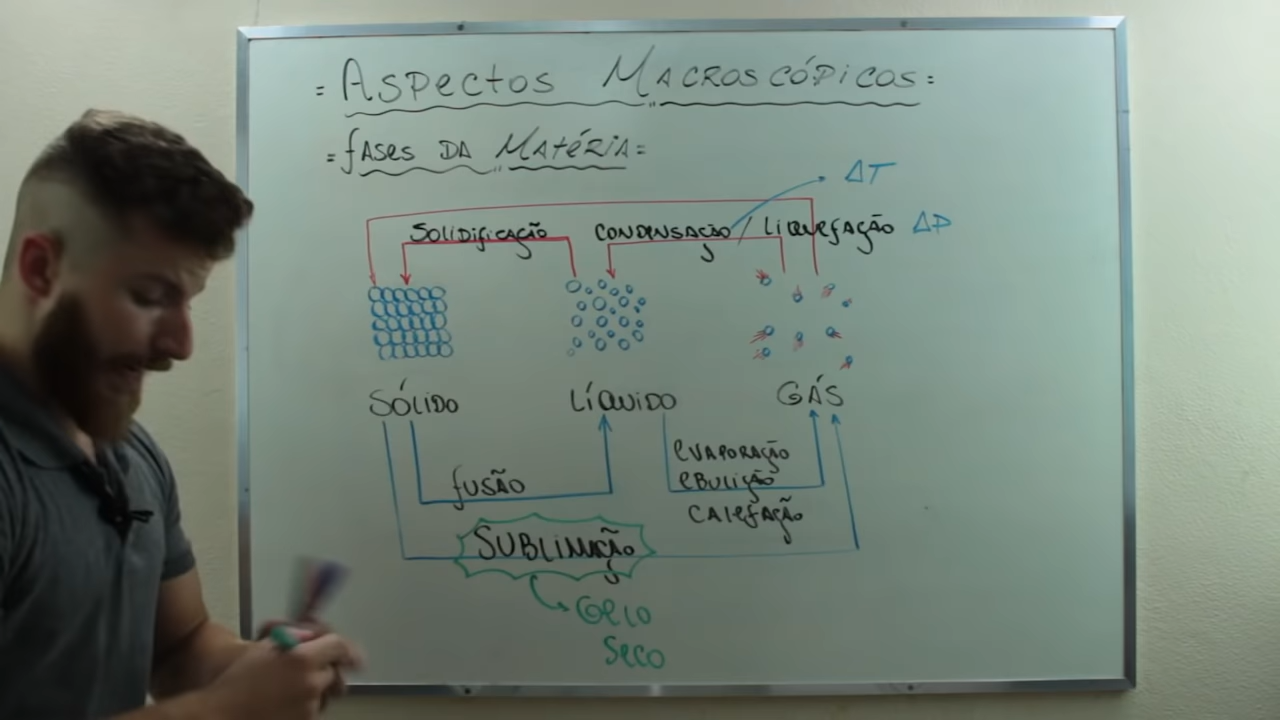 = Aspectos Macroscópicos =
= fases da Matéria =
ΔT
Solidificação Condensação / Liquefação ΔP
Sólido Líquido Gás
fusão
evaporação
ebulição
calefação
Sublimação
Gelo
Seco